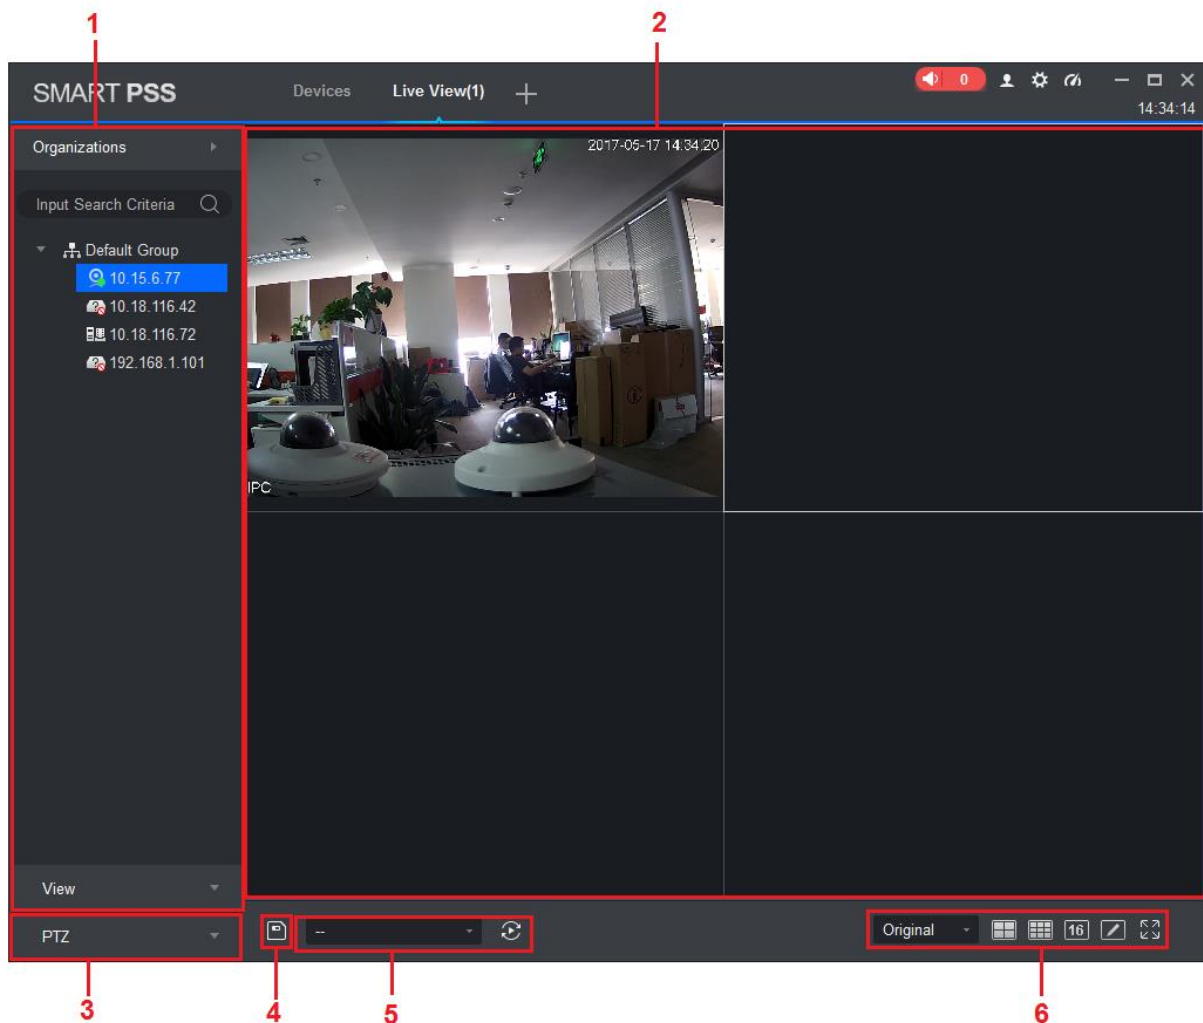 1
2
SMART PSS
Devices
Live View(1)
0
14:34:14
Organizations
2017-05-17 14:34:20
Input Search Criteria
Default Group
10.15.6.77
10.18.116.42
10.18.116.72
192.168.1.101
IPC
View
PTZ
--
Original
16
3
4
5
6